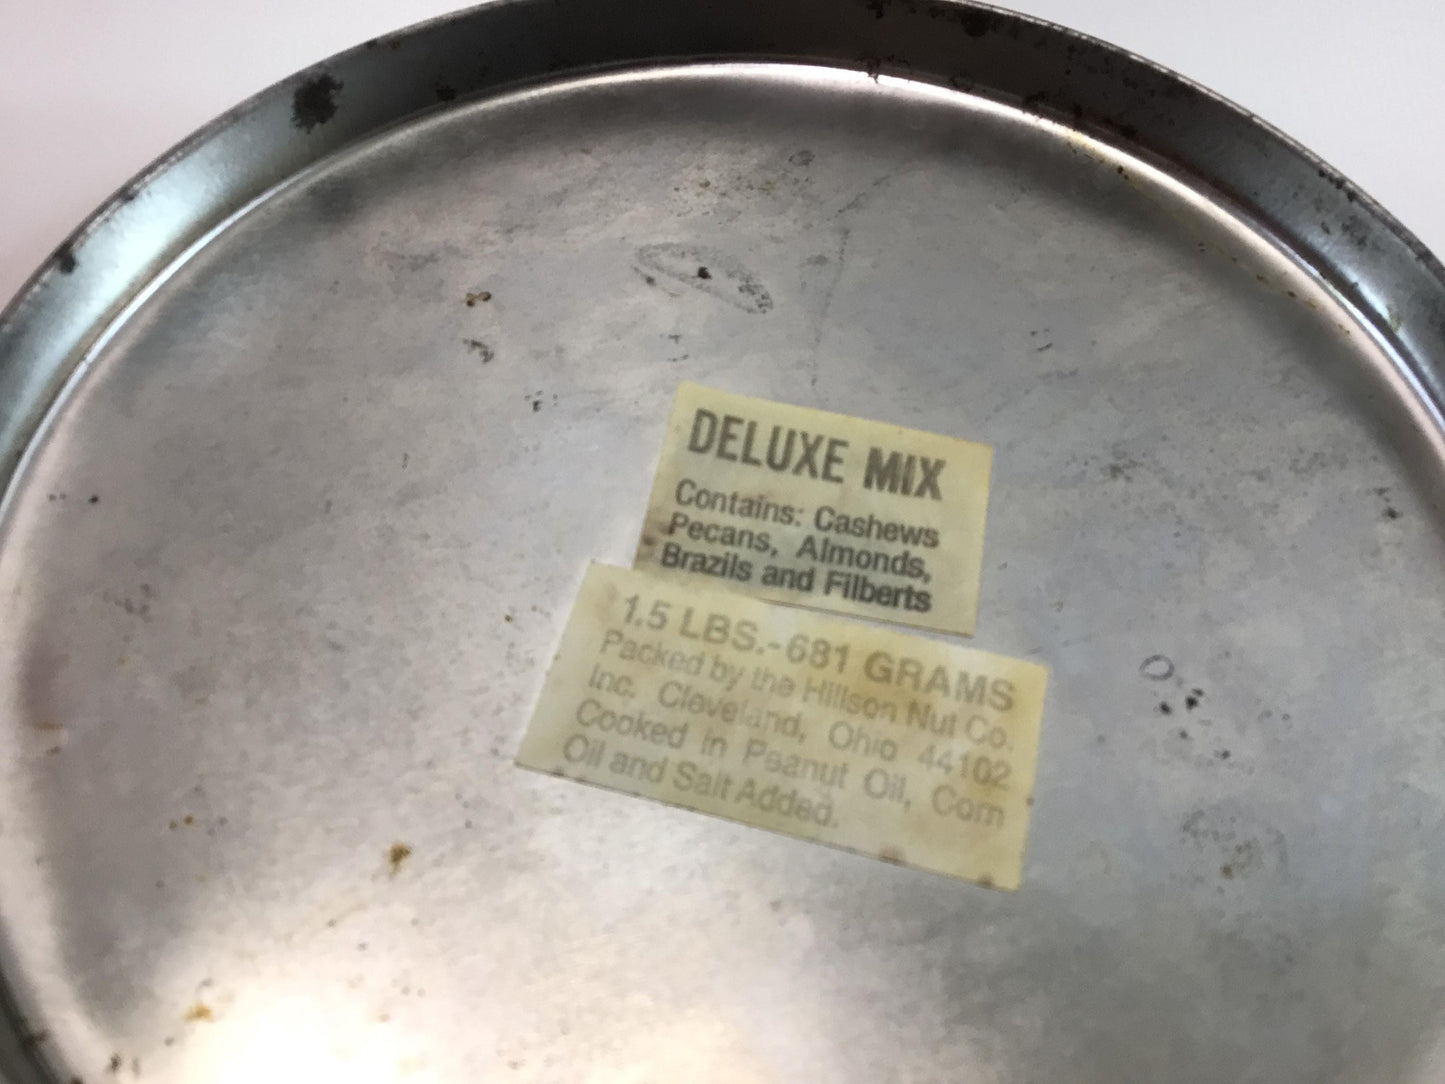 DELUXE MIX
Contains: Cashews
Pecans, Almonds,
Brazils and Filberts
1.5 LBS.-681 GRAMS
Packed by the Hillson Nut Co.
Inc. Cleveland, Ohio 44102
Cooked in Peanut Oil, Corn
Oil and Salt Added.